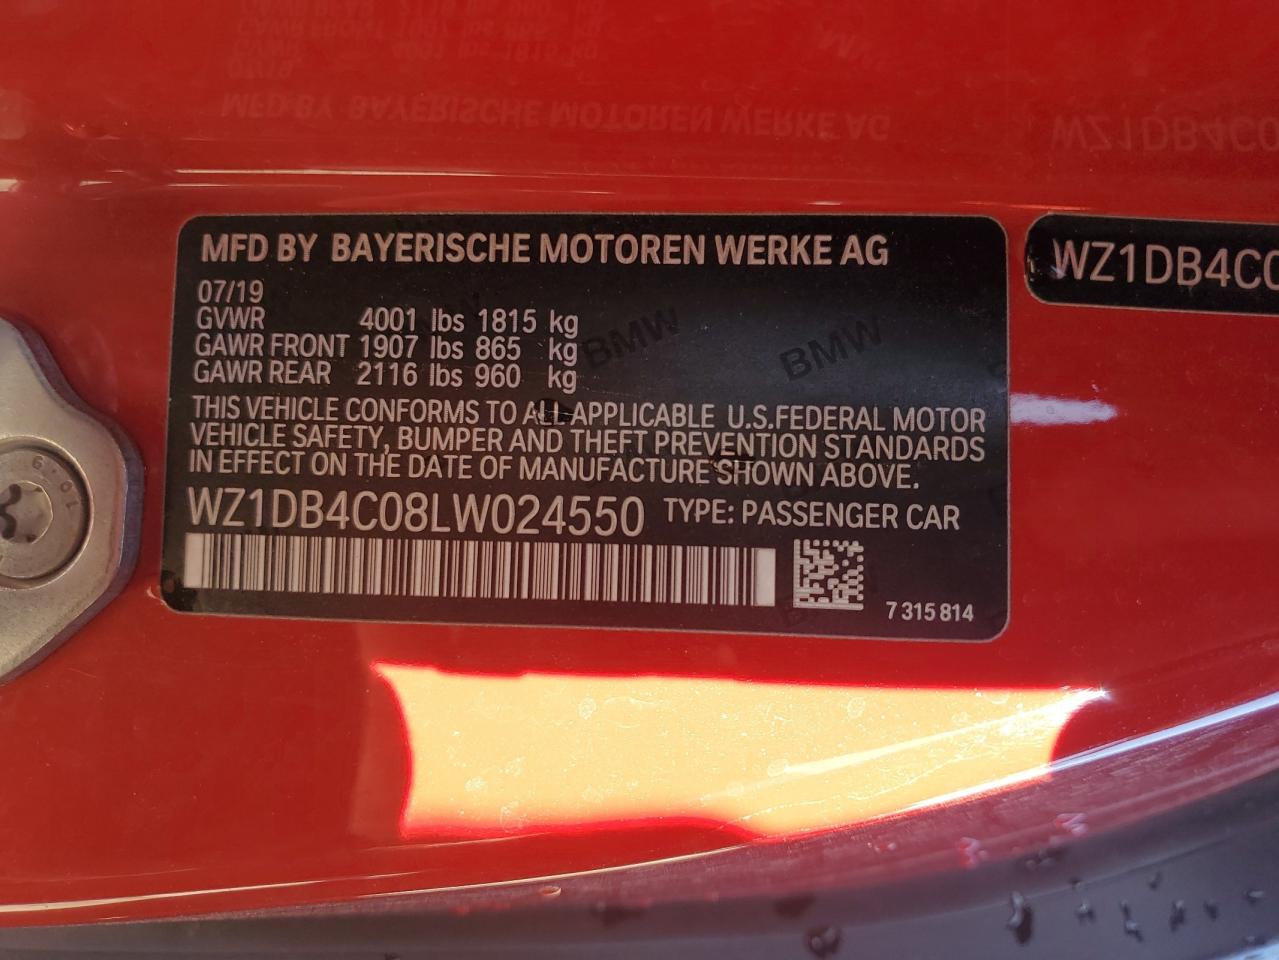 MFD BY BAYERISCHE MOTOREN WERKE AG
07/19
GVWR 4001 lbs 1815 kg
GAWR FRONT 1907 lbs 865 kg
GAWR REAR 2116 lbs 960 kg
THIS VEHICLE CONFORMS TO ALL APPLICABLE U.S.FEDERAL MOTOR
VEHICLE SAFETY, BUMPER AND THEFT PREVENTION STANDARDS
IN EFFECT ON THE DATE OF MANUFACTURE SHOWN ABOVE.
WZ1DB4C08LW024550 TYPE: PASSENGER CAR
7 315 814
WZ1DB4C0
BMW
BMW
10.9